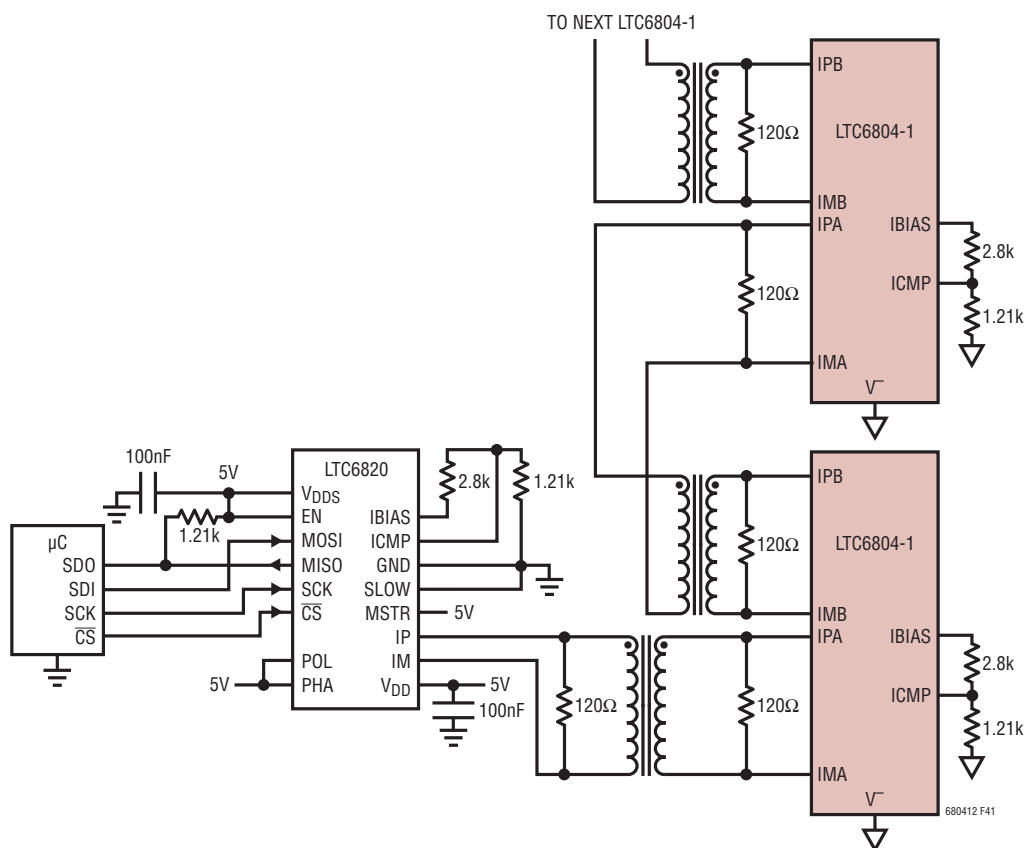 TO NEXT LTC6804-1
IPB
120Ω
LTC6804-1
IMB
IPA
IBIAS
2.8k
120Ω
ICMP
1.21k
IMA
V–
100nF
5V
LTC6820
2.8k
1.21k
VDDS
EN
1.21k
IBIAS
µC
MOSI
ICMP
SDO
MISO
GND
SDI
SCK
SLOW
SCK
CS
MSTR
5V
CS
IP
POL
IM
5V
PHA
VDD
5V
100nF
120Ω
120Ω
IPB
120Ω
LTC6804-1
IMB
IPA
IBIAS
2.8k
ICMP
1.21k
IMA
V–
680412 F41